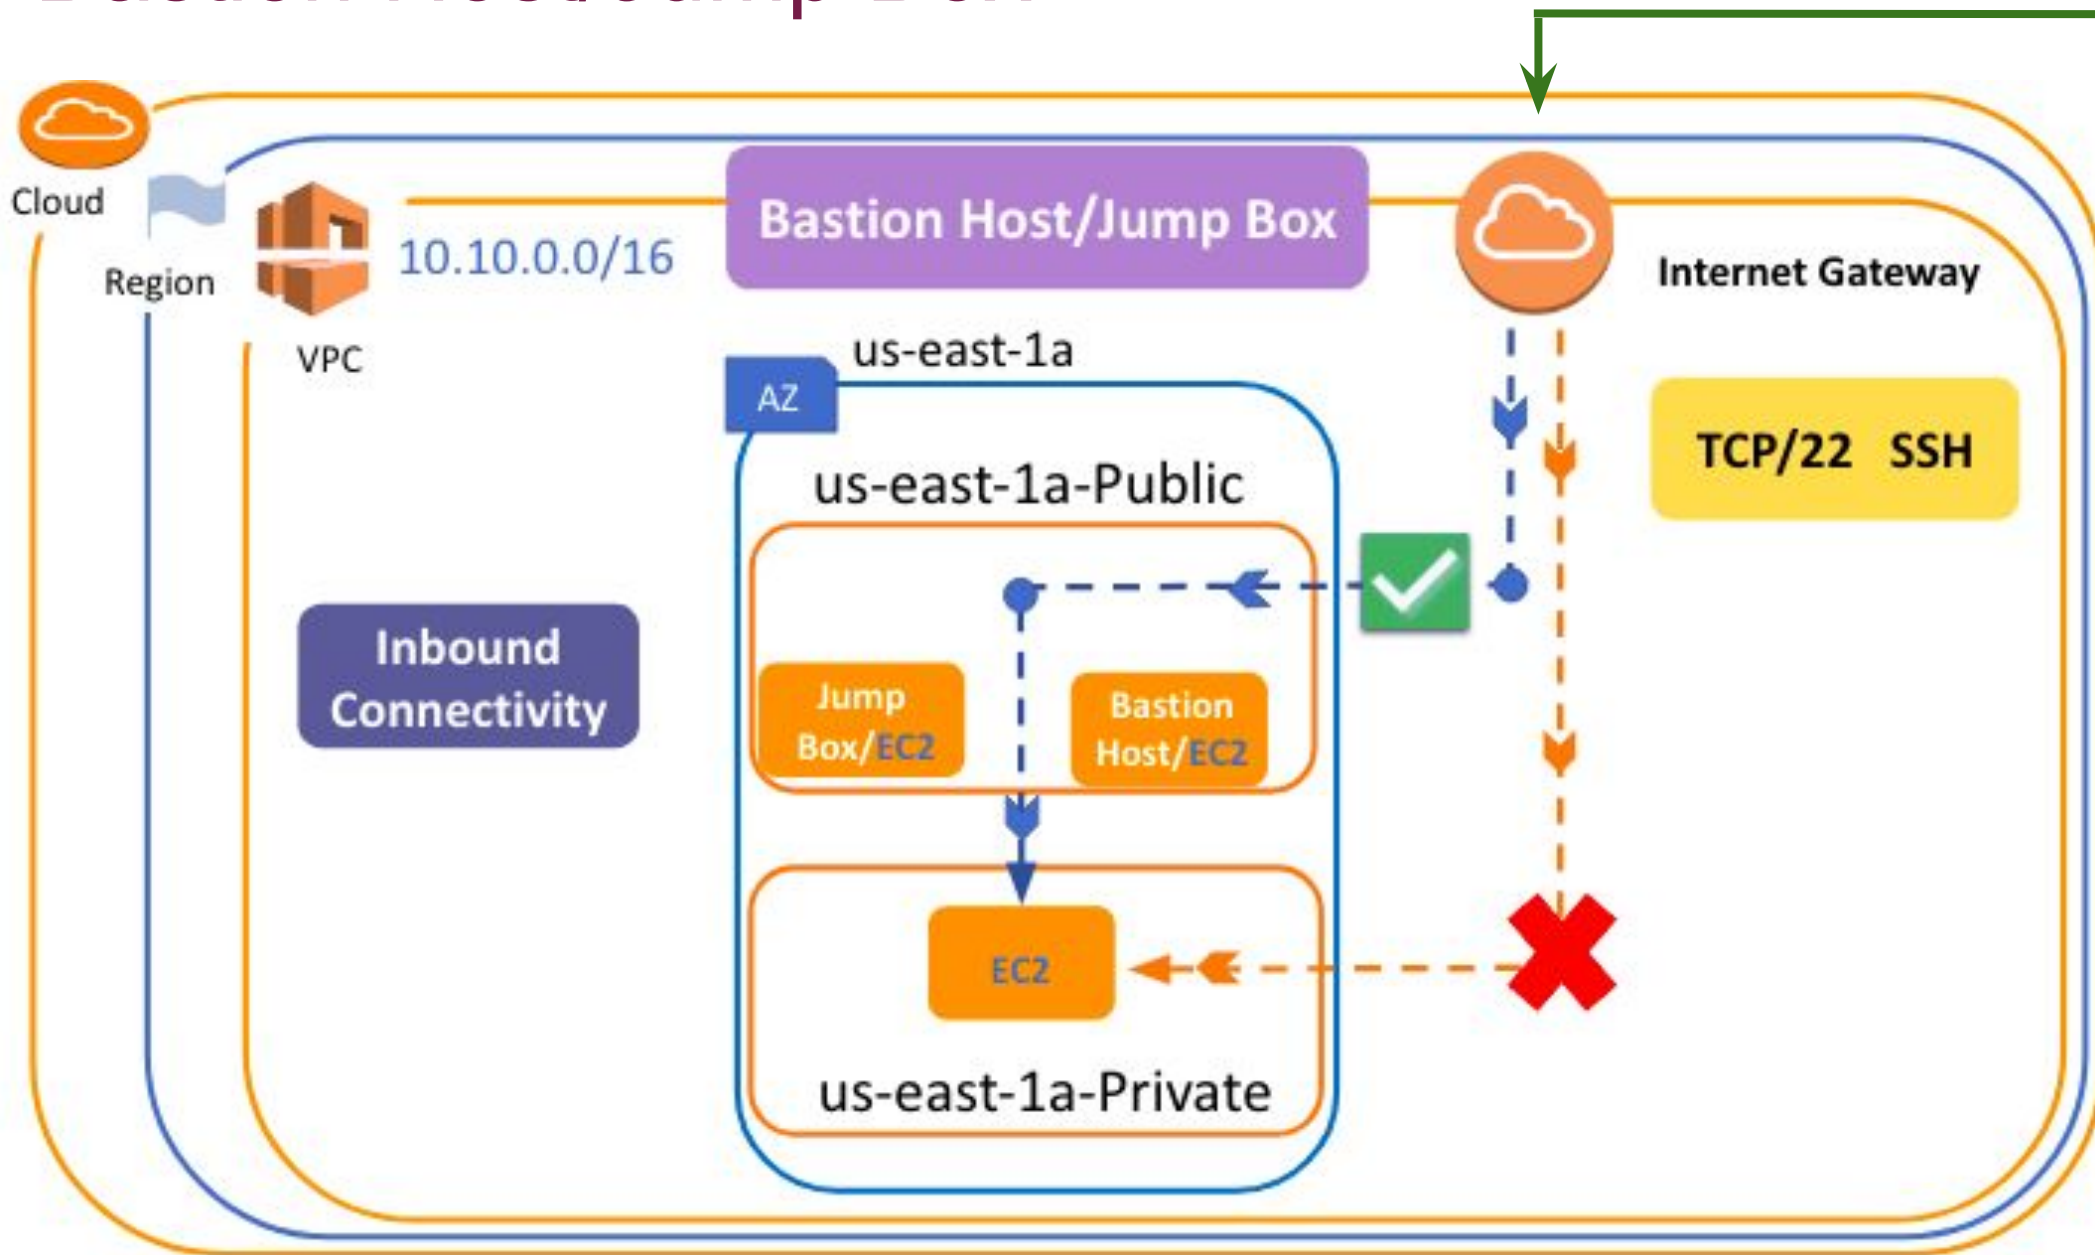 Cloud
Region
VPC
10.10.0.0/16
Bastion Host/Jump Box
Internet Gateway
us-east-1a
AZ
TCP/22 SSH
us-east-1a-Public
Inbound
Connectivity
Jump
Box/EC2
Bastion
Host/EC2
EC2
us-east-1a-Private